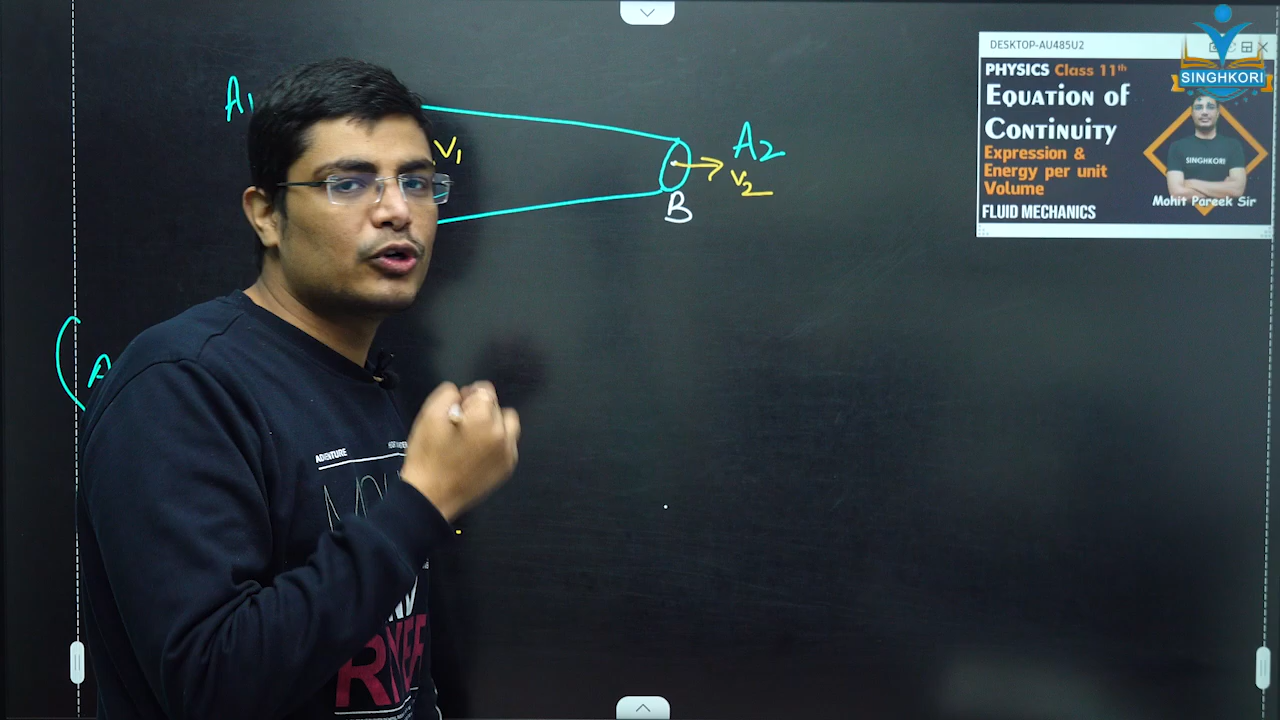 A1
V1
A2
V2
B
A
DESKTOP-AU485U2
PHYSICS Class 11th
EQUATION OF
CONTINUITY
Expression &
Energy per unit
Volume
FLUID MECHANICS
SINGHKORI
Mohit Pareek Sir
SINGHKORI
ADVENTURE